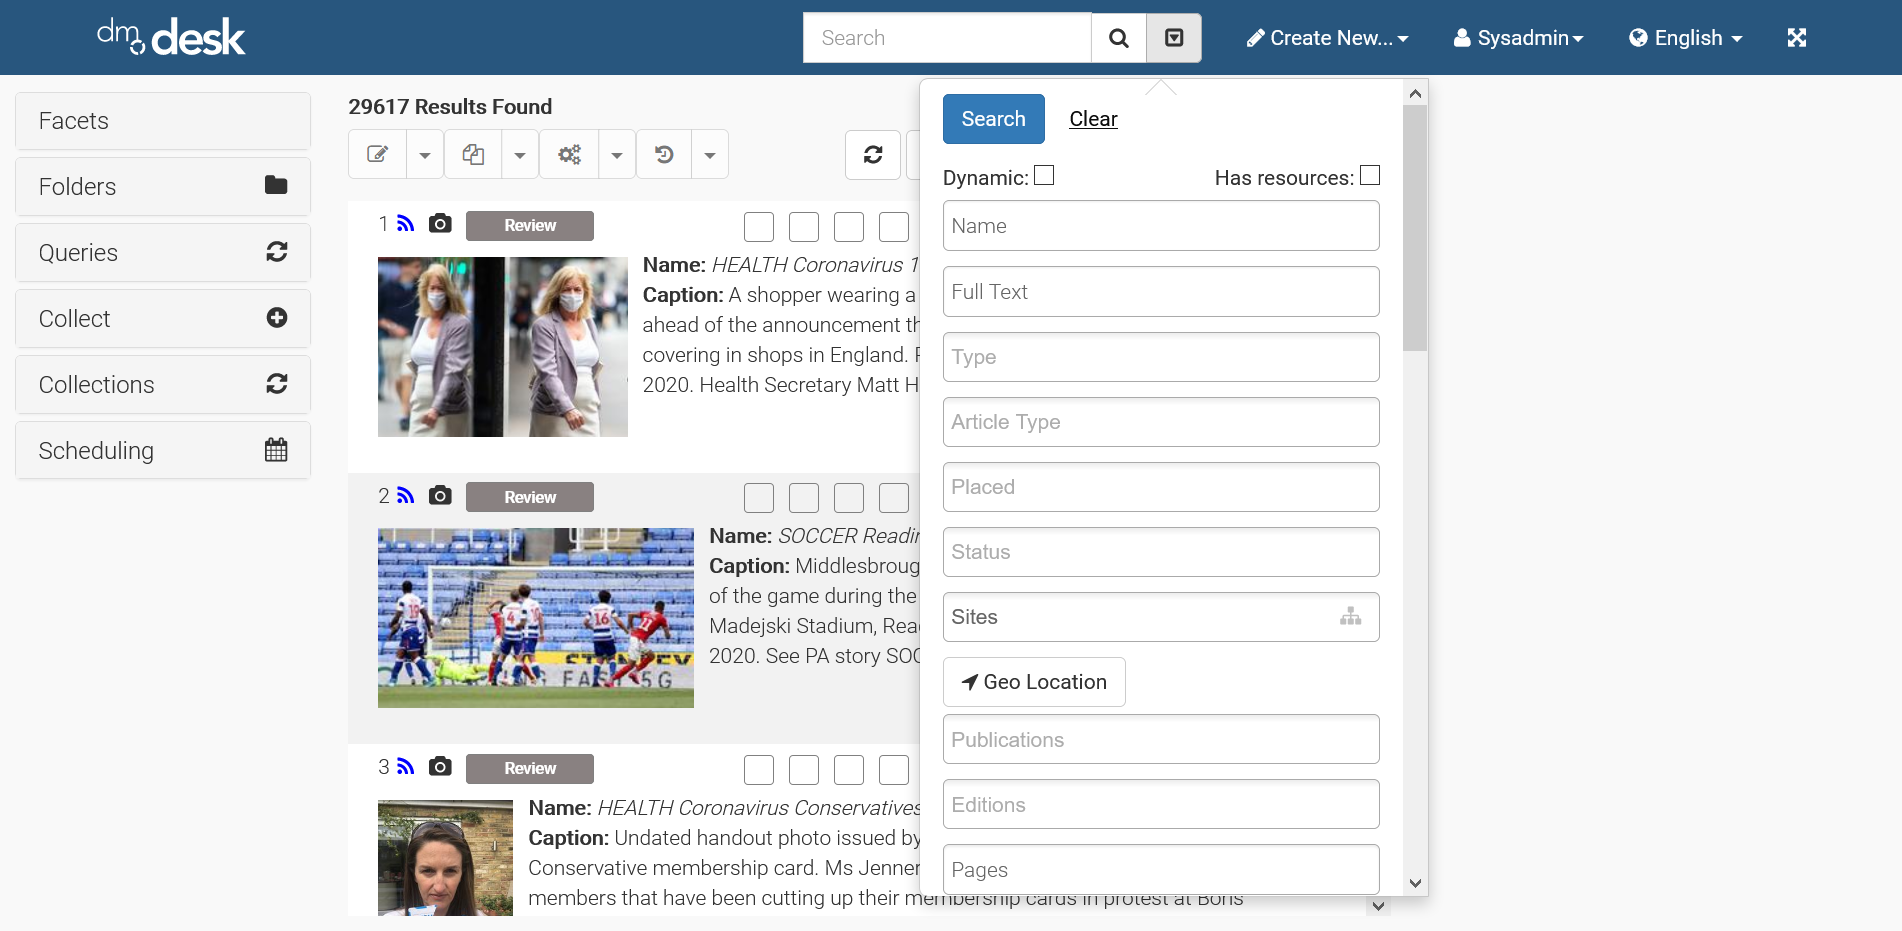 dm desk
Search
Create New...
Sysadmin
English
Facets
Folders
Queries
Collect
Collections
Scheduling
29617 Results Found
1
Review
Name: HEALTH Coronavirus 1
Caption: A shopper wearing a
ahead of the announcement th
covering in shops in England.
2020. Health Secretary Matt H
2
Review
Name: SOCCER Readin
Caption: Middlesbroug
of the game during the
Madejski Stadium, Read
2020. See PA story SOC
3
Review
Name: HEALTH Coronavirus Conservatives
Caption: Undated handout photo issued by
Conservative membership card. Ms Jenner
members that have been cutting up their membership cards in protest at Boris
Search
Clear
Dynamic:
Has resources:
Name
Full Text
Type
Article Type
Placed
Status
Sites
Geo Location
Publications
Editions
Pages